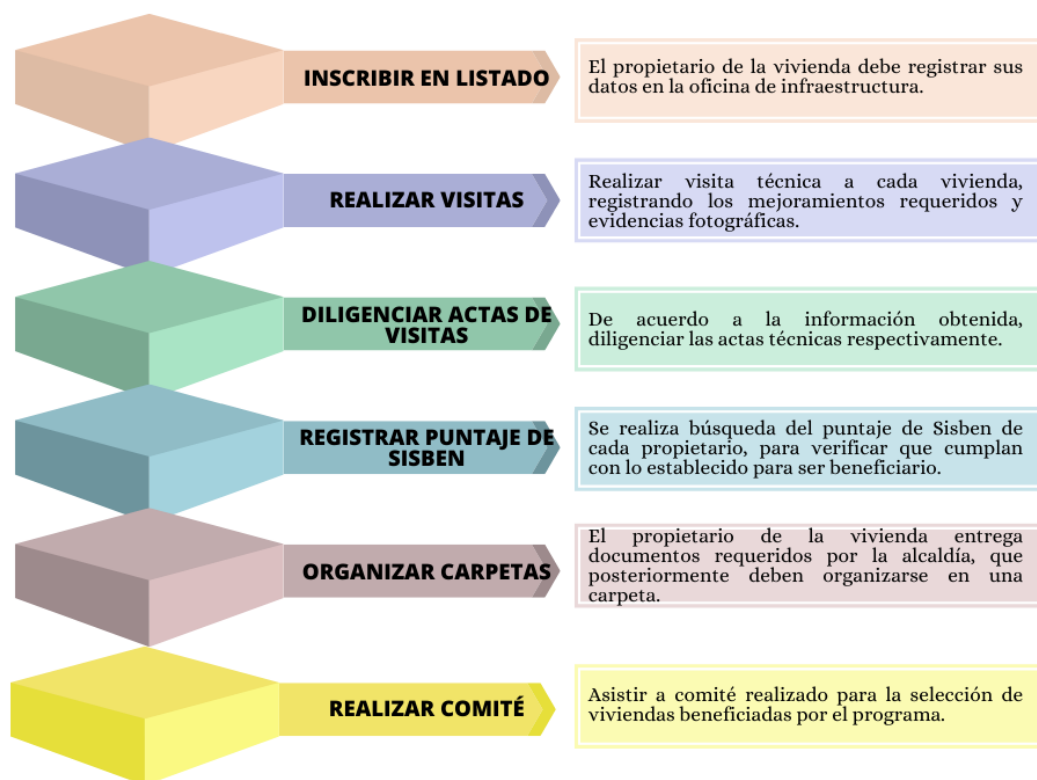 INSCRIBIR EN LISTADO
El propietario de la vivienda debe registrar sus
datos en la oficina de infraestructura.
REALIZAR VISITAS
Realizar visita técnica a cada vivienda,
registrando los mejoramientos requeridos y
evidencias fotográficas.
DILIGENCIAR ACTAS DE
VISITAS
De acuerdo a la información obtenida,
diligenciar las actas técnicas respectivamente.
REGISTRAR PUNTAJE DE
SISBEN
Se realiza búsqueda del puntaje de Sisben de
cada propietario, para verificar que cumplan
con lo establecido para ser beneficiario.
ORGANIZAR CARPETAS
El propietario de la vivienda entrega
documentos requeridos por la alcaldía, que
posteriormente deben organizarse en una
carpeta.
REALIZAR COMITÉ
Asistir a comité realizado para la selección de
viviendas beneficiadas por el programa.